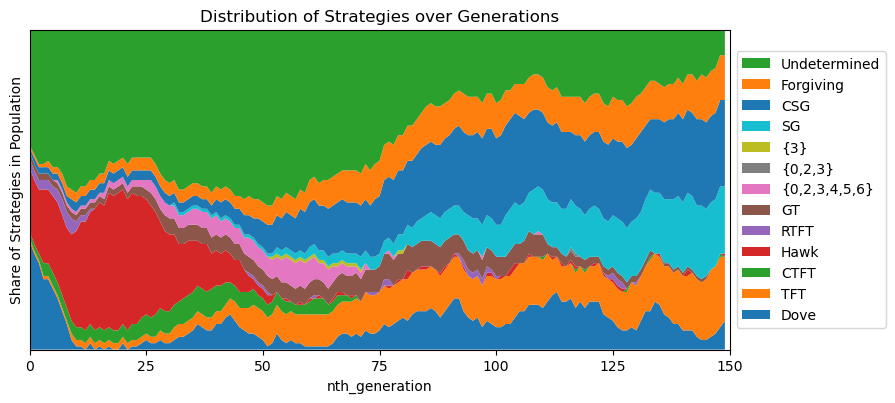 Distribution of Strategies over Generations
Share of Strategies in Population
0 25 50 75 100 125 150
nth_generation
Undetermined
Forgiving
CSG
SG
{3}
{0,2,3}
{0,2,3,4,5,6}
GT
RTFT
Hawk
CTFT
TFT
Dove